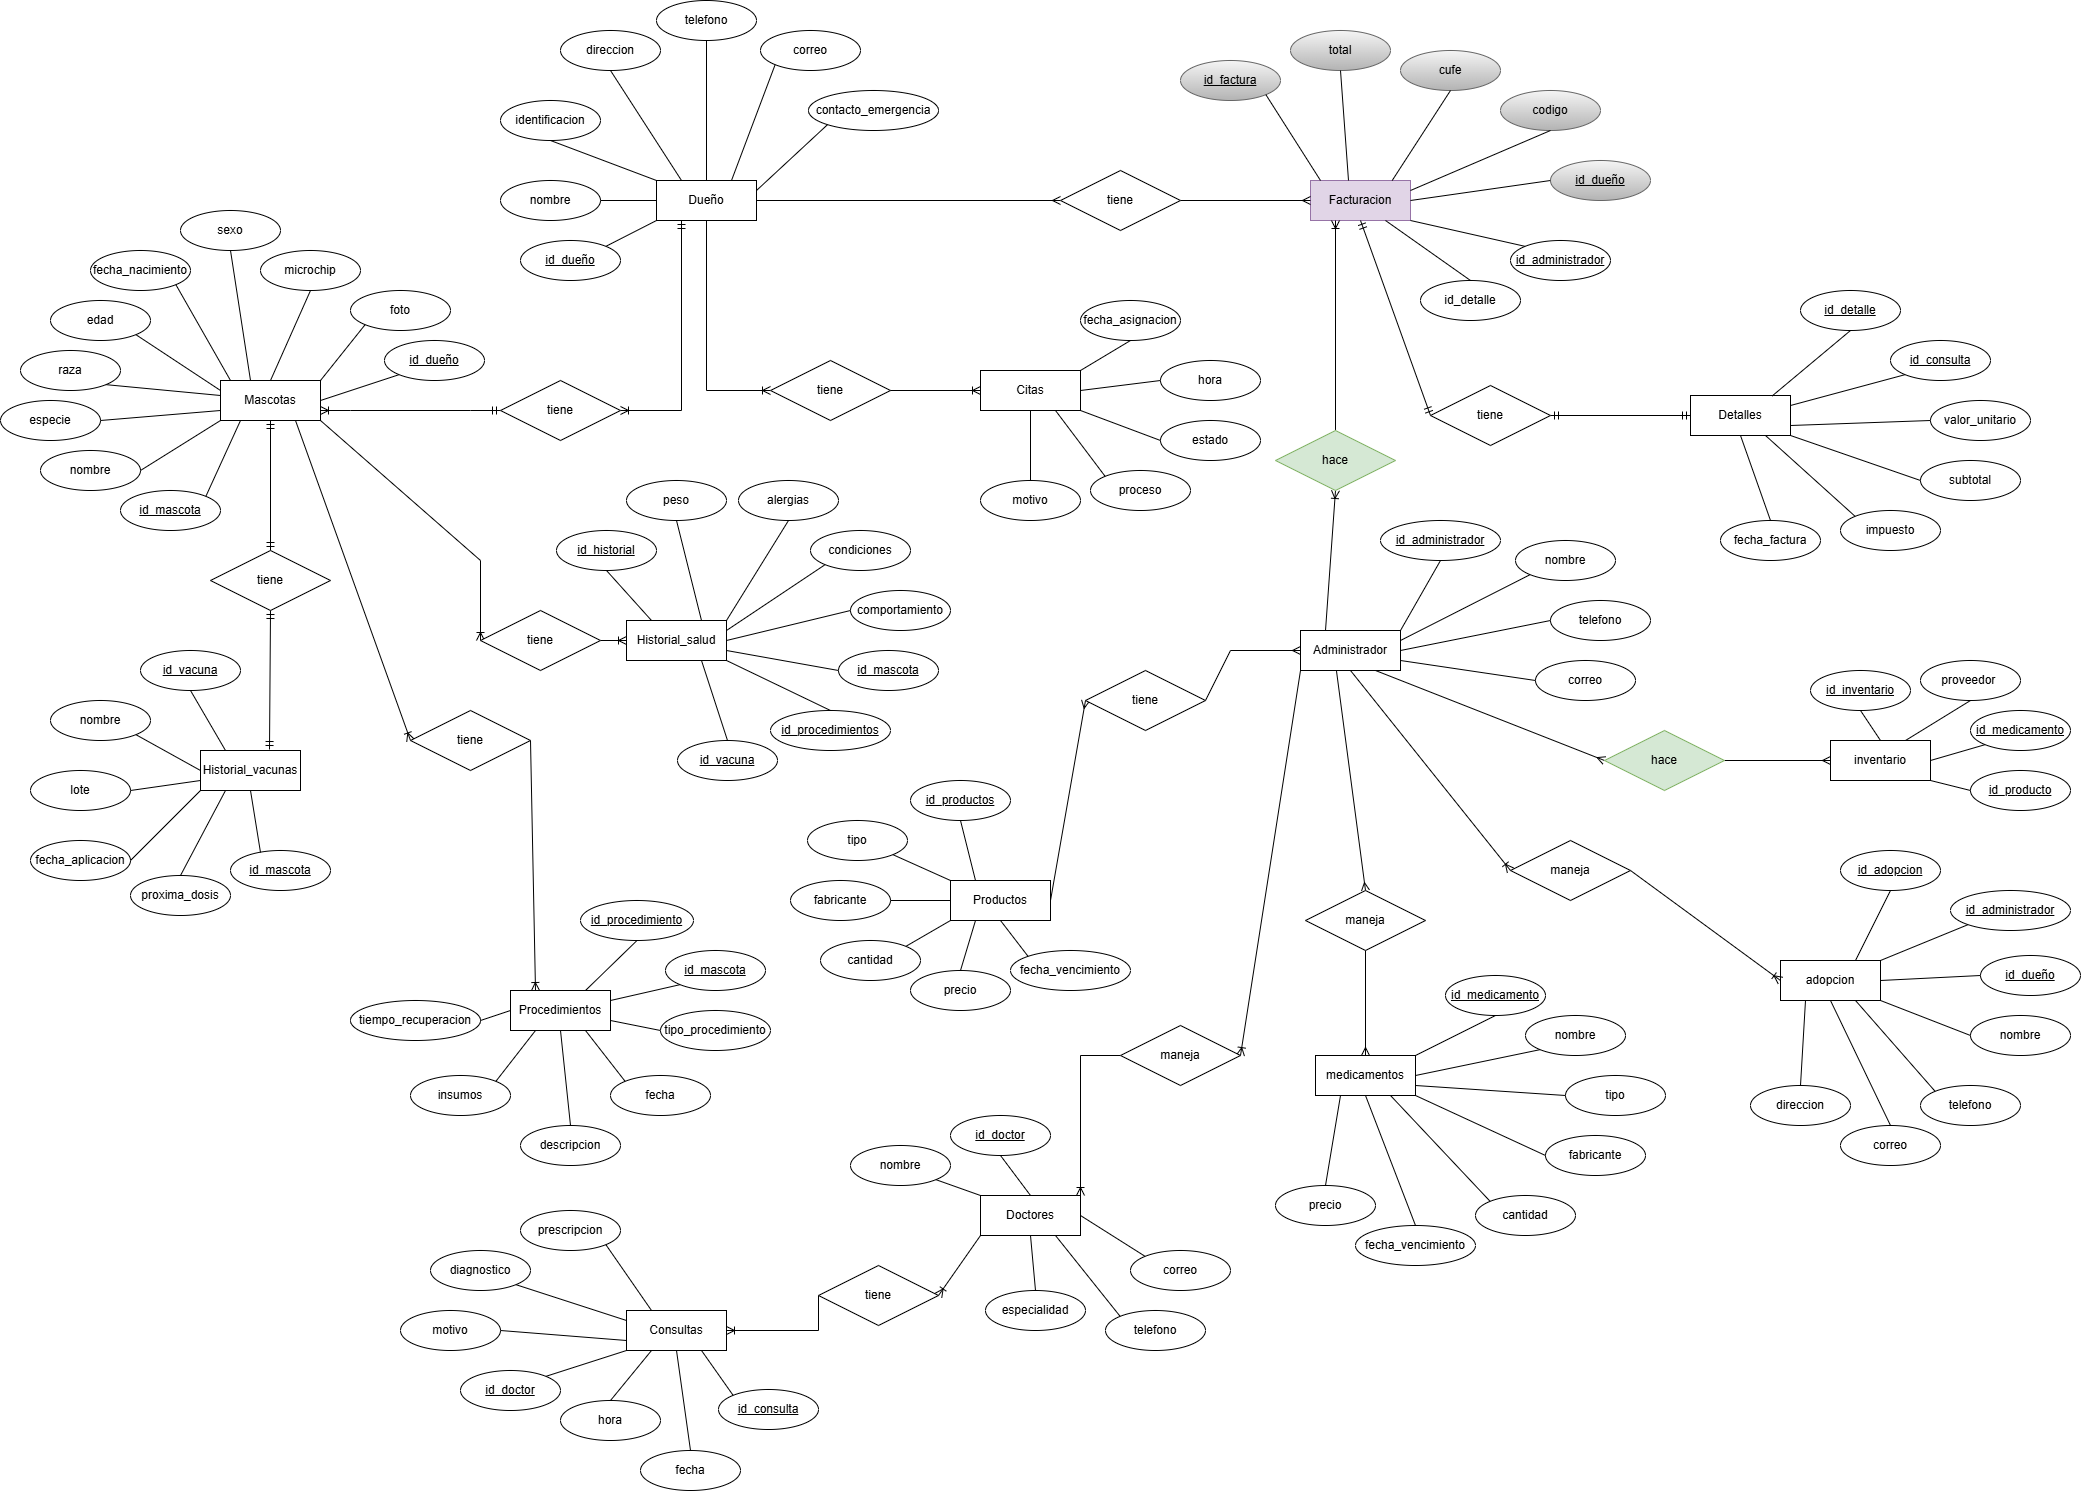 telefono
direccion
correo
identificacion
contacto_emergencia
nombre
Dueño
id_dueño
tiene
id_factura
total
cufe
codigo
id_dueño
Facturacion
id_administrador
id_detalle
sexo
fecha_nacimiento
microchip
edad
foto
raza
id_dueño
Mascotas
especie
nombre
id_mascota
tiene
tiene
fecha_asignacion
hora
Citas
estado
proceso
motivo
hace
tiene
id_detalle
id_consulta
Detalles
valor_unitario
subtotal
impuesto
fecha_factura
tiene
peso
alergias
id_historial
condiciones
comportamiento
tiene
Historial_salud
id_mascota
id_procedimientos
id_vacuna
id_administrador
nombre
telefono
Administrador
correo
id_vacuna
nombre
Historial_vacunas
lote
fecha_aplicacion
id_mascota
proxima_dosis
tiene
tiene
hace
id_inventario
proveedor
id_medicamento
inventario
id_producto
id_productos
tipo
fabricante
Productos
cantidad
fecha_vencimiento
precio
maneja
maneja
id_adopcion
id_administrador
adopcion
id_dueño
nombre
direccion
telefono
correo
id_procedimiento
id_mascota
Procedimientos
tiempo_recuperacion
tipo_procedimiento
insumos
fecha
descripcion
maneja
id_medicamento
nombre
medicamentos
tipo
fabricante
precio
cantidad
fecha_vencimiento
id_doctor
nombre
Doctores
correo
especialidad
telefono
tiene
prescripcion
diagnostico
motivo
Consultas
id_doctor
hora
id_consulta
fecha